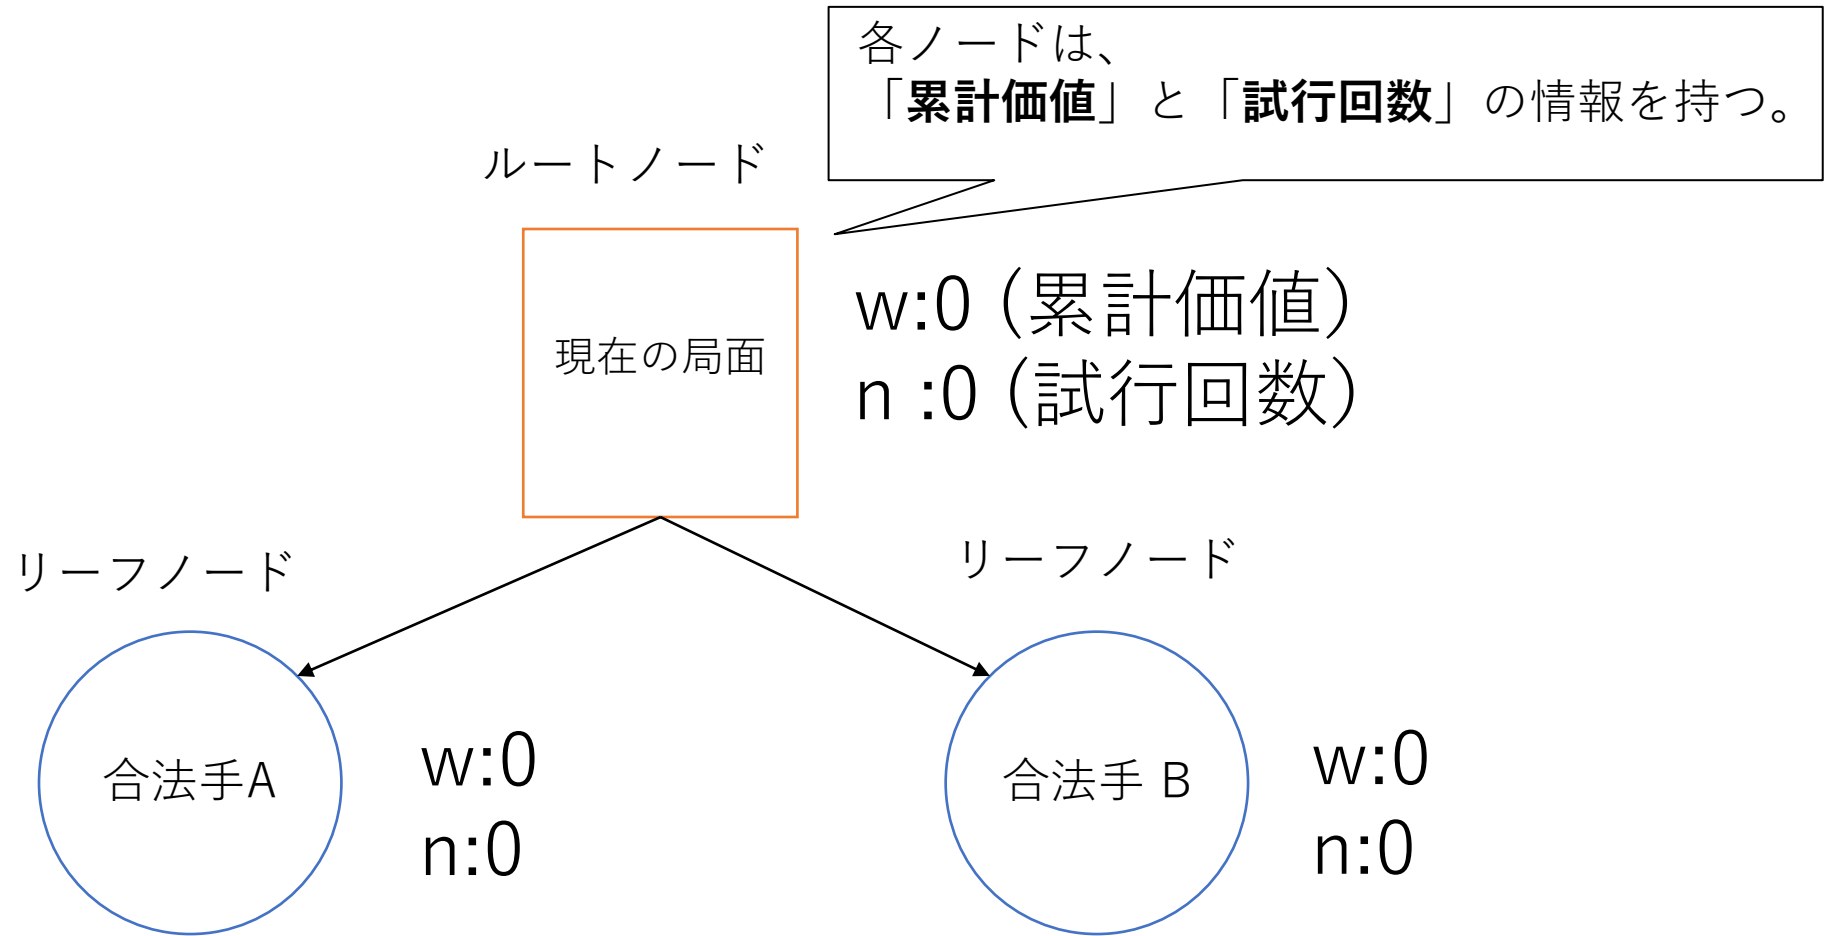 各ノードは、
「累計価値」と「試行回数」の情報を持つ。
ルートノード
現在の局面
w:0 (累計価値)
n :0 (試行回数)
リーフノード
リーフノード
合法手A
w:0
n:0
合法手 B
w:0
n:0